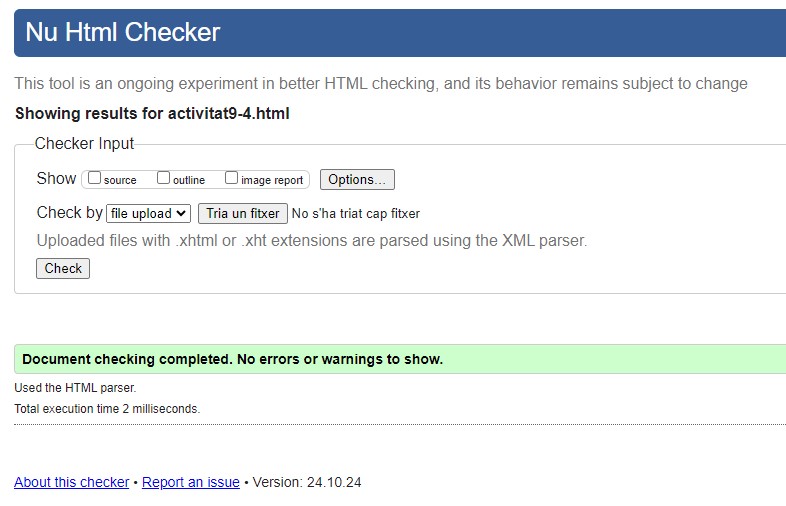 Nu Html Checker
This tool is an ongoing experiment in better HTML checking, and its behavior remains subject to change
Showing results for activitat9-4.html
Checker Input
Show source outline image report Options...
Check by file upload Tria un fitxer No s'ha triat cap fitxer
Uploaded files with .xhtml or .xht extensions are parsed using the XML parser.
Check
Document checking completed. No errors or warnings to show.
Used the HTML parser.
Total execution time 2 milliseconds.
About this checker • Report an issue • Version: 24.10.24